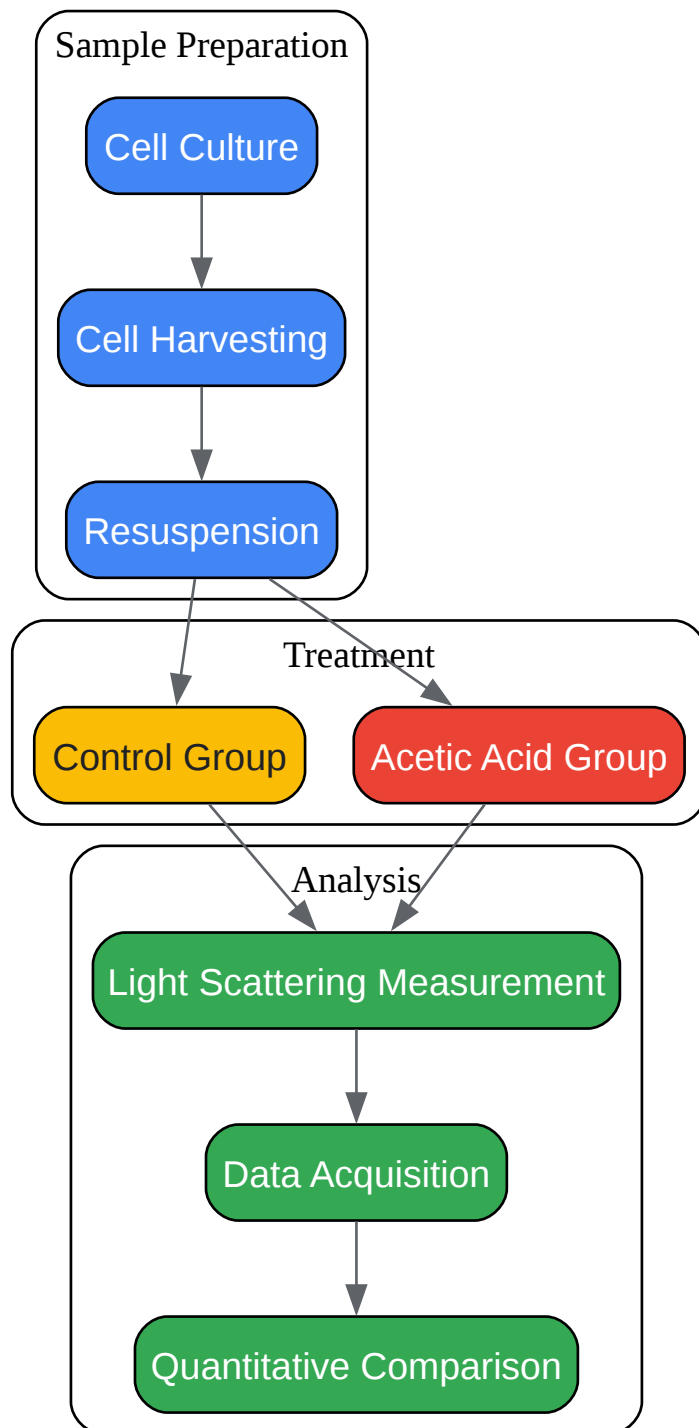 Sample Preparation
Cell Culture
Cell Harvesting
Resuspension
Treatment
Control Group
Acetic Acid Group
Analysis
Light Scattering Measurement
Data Acquisition
Quantitative Comparison